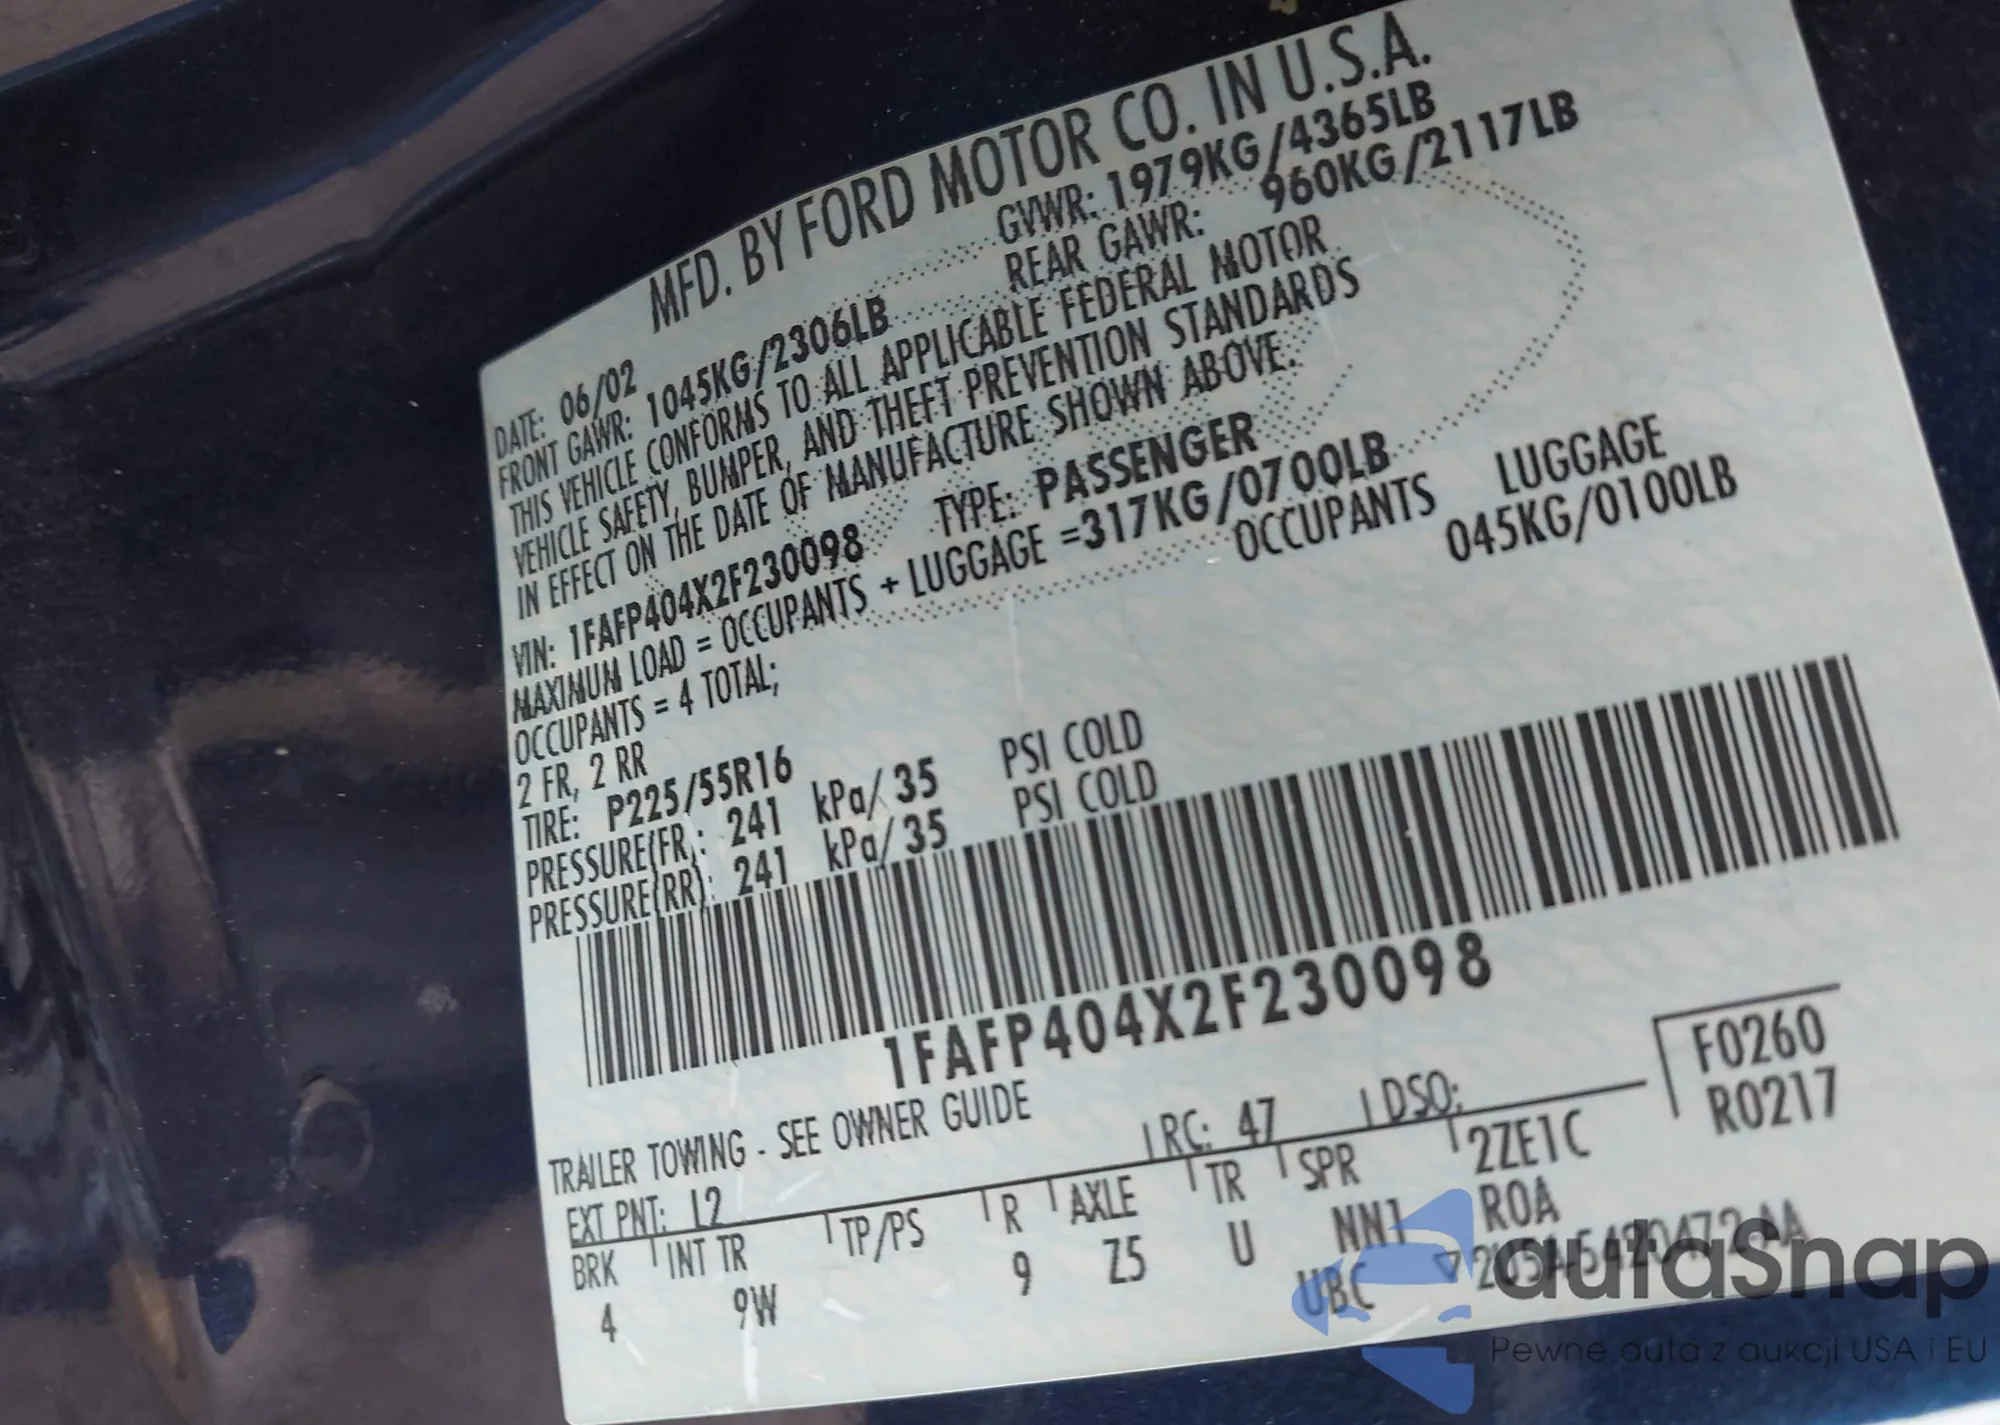 MFD. BY FORD MOTOR CO. IN U.S.A.
DATE: 06/02 GVWR: 1979KG/4365LB
FRONT GAWR: 1045KG/2306LB REAR GAWR: 960KG/2117LB
THIS VEHICLE CONFORMS TO ALL APPLICABLE FEDERAL MOTOR
VEHICLE SAFETY, BUMPER, AND THEFT PREVENTION STANDARDS
IN EFFECT ON THE DATE OF MANUFACTURE SHOWN ABOVE.
VIN: 1FAFP404X2F230098 TYPE: PASSENGER
MAXIMUM LOAD = OCCUPANTS + LUGGAGE =317KG/0700LB
OCCUPANTS = 4 TOTAL; OCCUPANTS LUGGAGE
2 FR, 2 RR 045KG/0100LB
TIRE: P225/55R16
PRESSURE(FR): 241 kPa/ 35 PSI COLD
PRESSURE(RR): 241 kPa/ 35 PSI COLD
1FAFP404X2F230098
F0260
R0217
TRAILER TOWING - SEE OWNER GUIDE
EXT PNT: L2 RC: 47 DSO:
BRK INT TR TP/PS R AXLE TR SPR 2ZE1C
4 9W 9 Z5 U NN1 ROA
UBC ▽2U5A-5420472-AA
autaSnap
Pewne auta z aukcji USA i EU